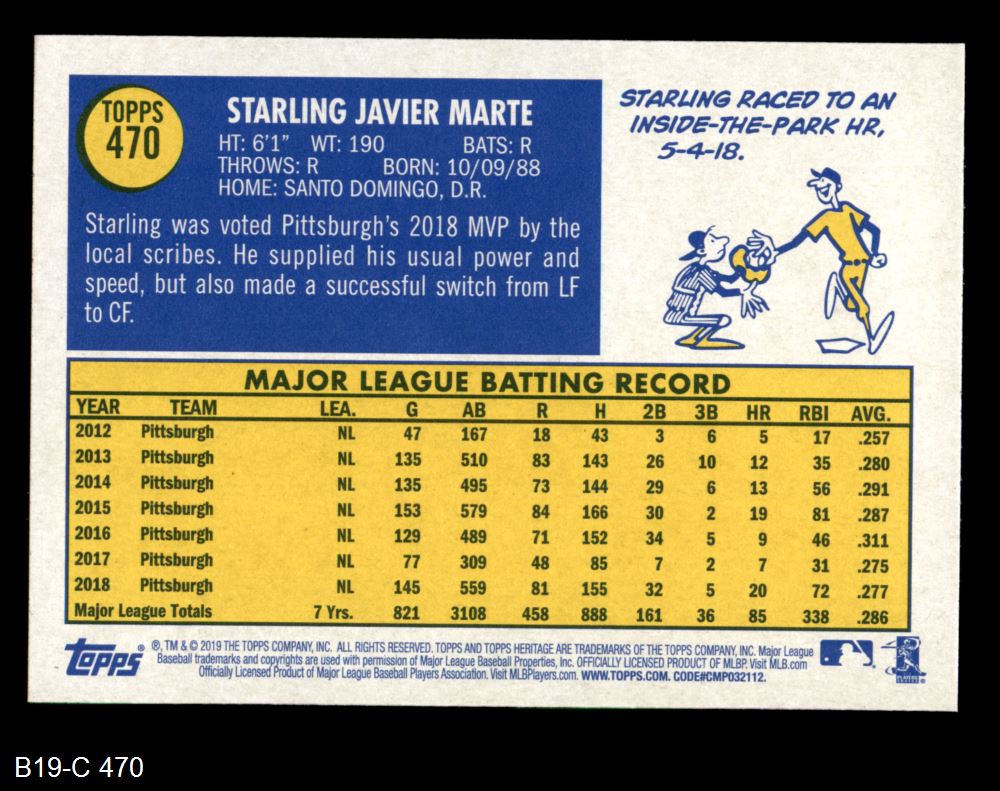 TOPPS
470
STARLING JAVIER MARTE
HT: 6'1" WT: 190 BATS: R
THROWS: R BORN: 10/09/88
HOME: SANTO DOMINGO, D.R.
Starling was voted Pittsburgh's 2018 MVP by the
local scribes. He supplied his usual power and
speed, but also made a successful switch from LF
to CF.
STARLING RACED TO AN
INSIDE-THE-PARK HR,
5-4-18.
MAJOR LEAGUE BATTING RECORD
YEAR TEAM LEA. G AB R H 2B 3B HR RBI AVG.
2012 Pittsburgh NL 47 167 18 43 3 6 5 17 .257
2013 Pittsburgh NL 135 510 83 143 26 10 12 35 .280
2014 Pittsburgh NL 135 495 73 144 29 6 13 56 .291
2015 Pittsburgh NL 153 579 84 166 30 2 19 81 .287
2016 Pittsburgh NL 129 489 71 152 34 5 9 46 .311
2017 Pittsburgh NL 77 309 48 85 7 2 7 31 .275
2018 Pittsburgh NL 145 559 81 155 32 5 20 72 .277
Major League Totals 7 Yrs. 821 3108 458 888 161 36 85 338 .286
Topps® ®, TM & © 2019 THE TOPPS COMPANY, INC. ALL RIGHTS RESERVED. TOPPS AND TOPPS HERITAGE ARE TRADEMARKS OF THE TOPPS COMPANY, INC. Major League
Baseball trademarks and copyrights are used with permission of Major League Baseball Properties, Inc. OFFICIALLY LICENSED PRODUCT OF MLBP. Visit MLB.com
Officially Licensed Product of Major League Baseball Players Association. Visit MLBPlayers.com. WWW.TOPPS.COM. CODE#CMP032112.
B19-C 470